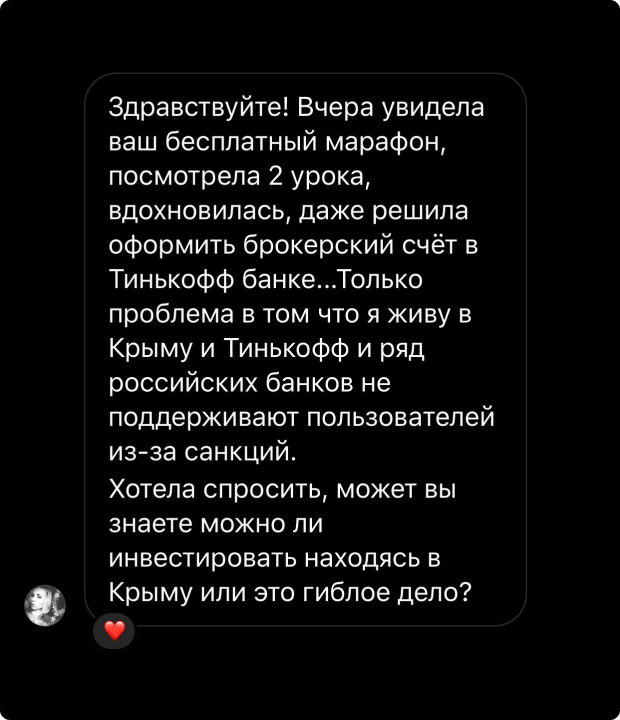 Здравствуйте! Вчера увидела
ваш бесплатный марафон,
посмотрела 2 урока,
вдохновилась, даже решила
оформить брокерский счёт в
Тинькофф банке...Только
проблема в том что я живу в
Крыму и Тинькофф и ряд
российских банков не
поддерживают пользователей
из-за санкций.
Хотела спросить, может вы
знаете можно ли
инвестировать находясь в
Крыму или это гиблое дело?